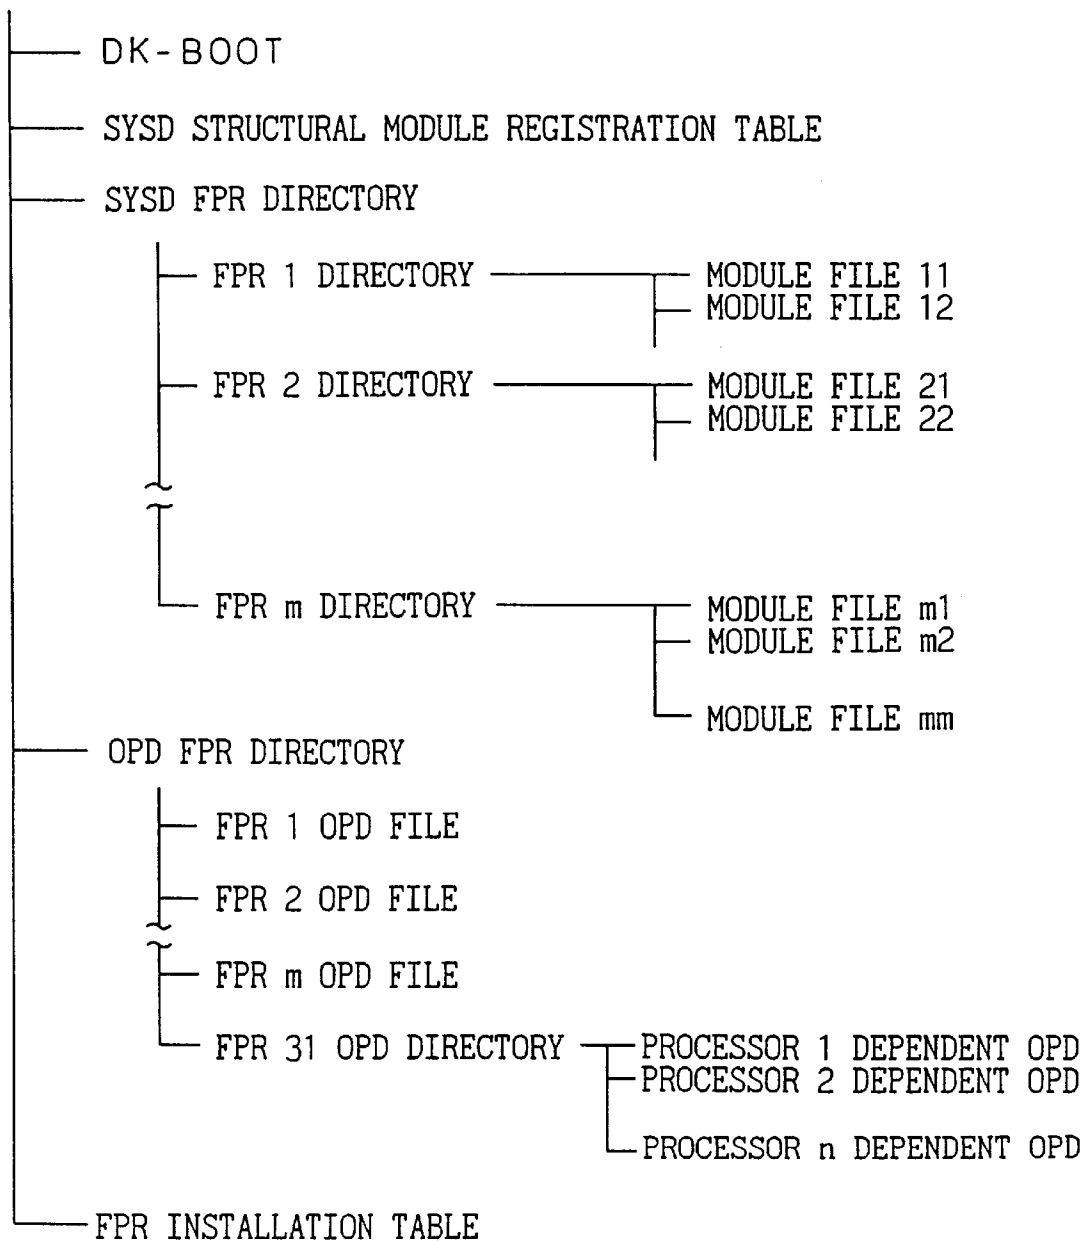 DK-BOOT
SYSD STRUCTURAL MODULE REGISTRATION TABLE
SYSD FPR DIRECTORY
FPR 1 DIRECTORY
MODULE FILE 11
MODULE FILE 12
FPR 2 DIRECTORY
MODULE FILE 21
MODULE FILE 22
FPR m DIRECTORY
MODULE FILE m1
MODULE FILE m2
MODULE FILE mm
OPD FPR DIRECTORY
FPR 1 OPD FILE
FPR 2 OPD FILE
FPR m OPD FILE
FPR 31 OPD DIRECTORY
PROCESSOR 1 DEPENDENT OPD
PROCESSOR 2 DEPENDENT OPD
PROCESSOR n DEPENDENT OPD
FPR INSTALLATION TABLE